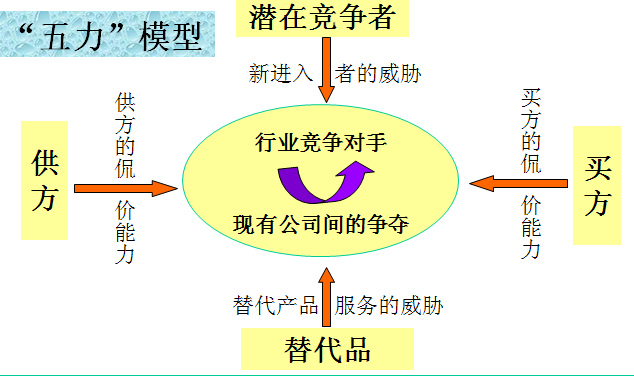 “五力”模型
潜在竞争者
新进入 者的威胁
供方的侃 价能力
买方的侃 价能力
供方
行业竞争对手
现有公司间的争夺
买方
替代产品 服务的威胁
替代品